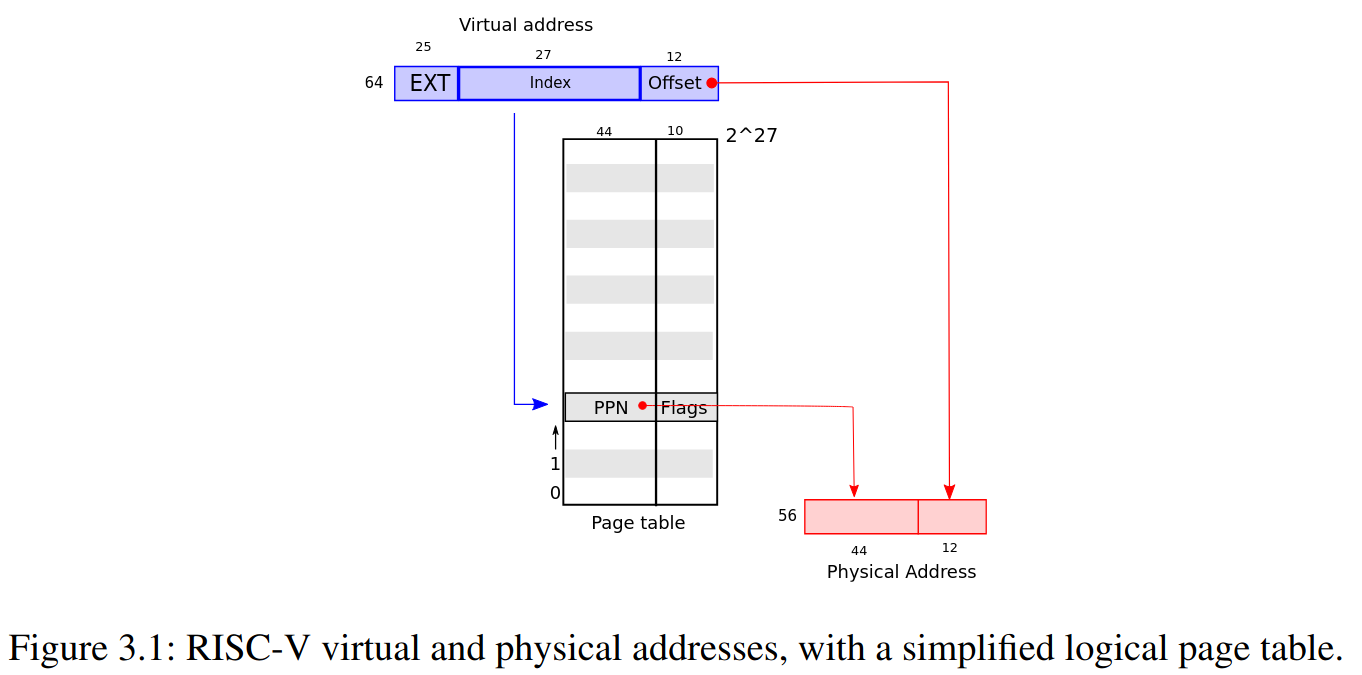 Virtual address
25
27
12
64
EXT
Index
Offset
44
10
2^27
PPN
Flags
1
0
Page table
56
44
12
Physical Address
Figure 3.1: RISC-V virtual and physical addresses, with a simplified logical page table.